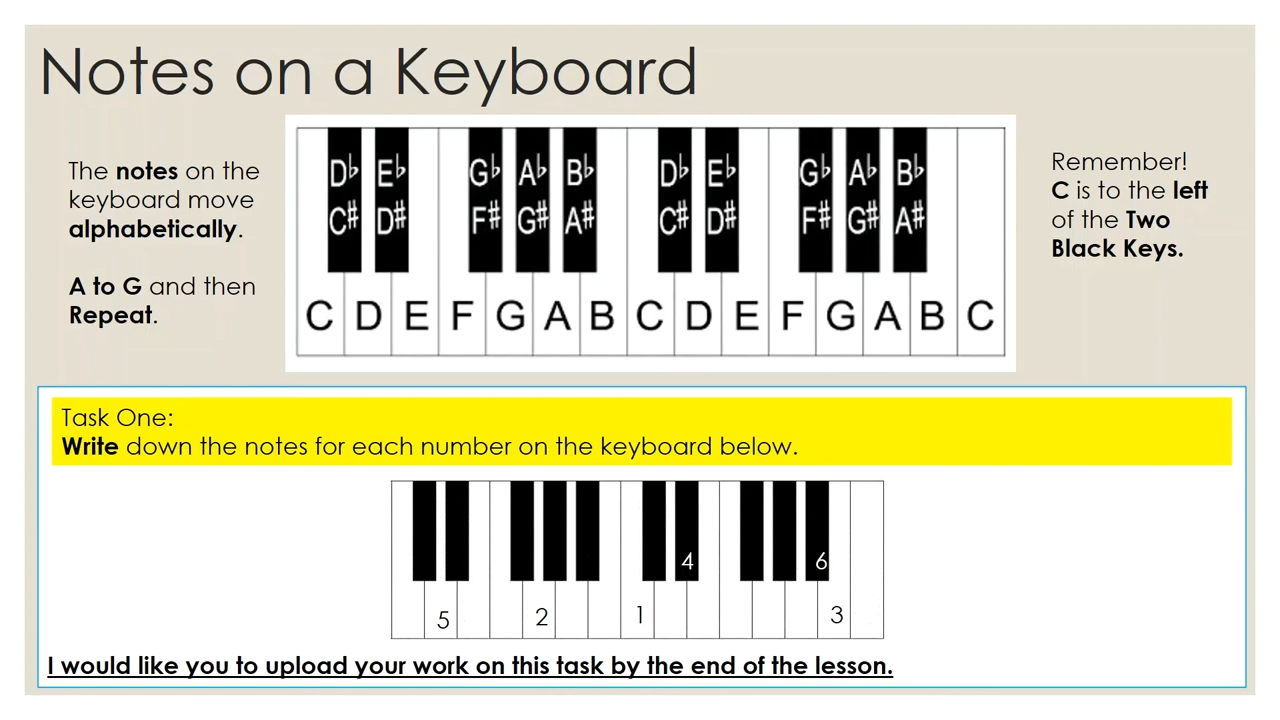 Notes on a Keyboard
The notes on the
keyboard move
alphabetically.
A to G and then
Repeat.
D♭ E♭ G♭ A♭ B♭ D♭ E♭ G♭ A♭ B♭
C# D# F# G# A# C# D# F# G# A#
C D E F G A B C D E F G A B C
Remember!
C is to the left
of the Two
Black Keys.
Task One:
Write down the notes for each number on the keyboard below.
4 6
5 2 1 3
I would like you to upload your work on this task by the end of the lesson.